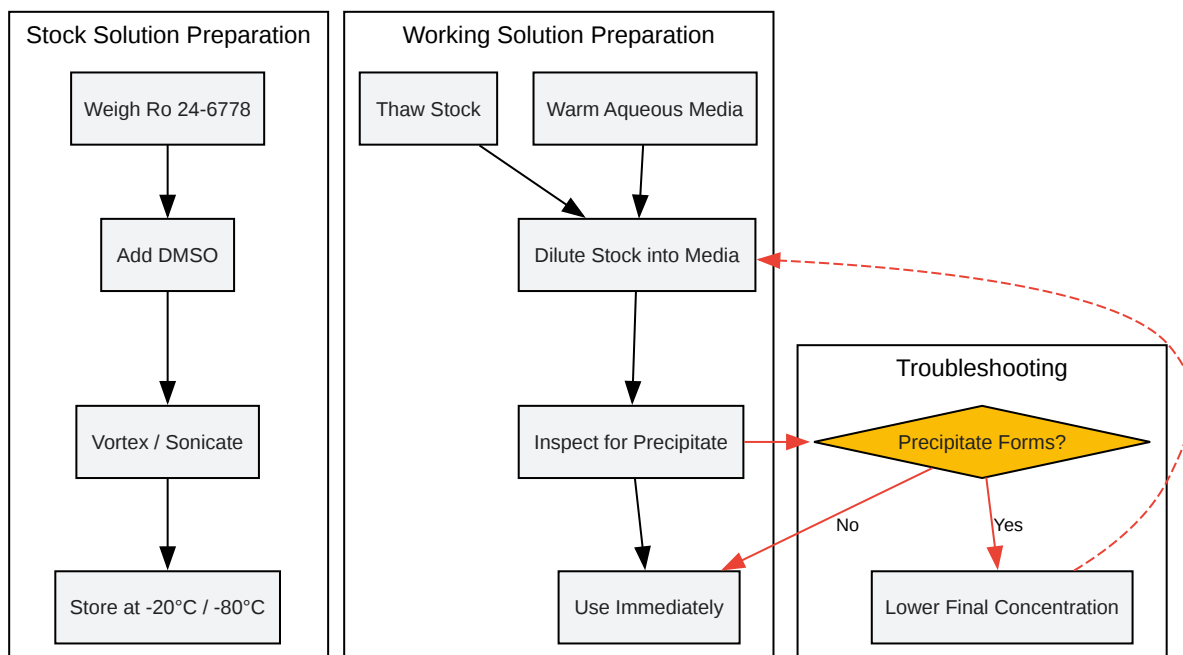 Stock Solution Preparation
Weigh Ro 24-6778
Add DMSO
Vortex / Sonicate
Store at -20°C / -80°C
Working Solution Preparation
Thaw Stock
Warm Aqueous Media
Dilute Stock into Media
Inspect for Precipitate
Use Immediately
Troubleshooting
Precipitate Forms?
No
Yes
Lower Final Concentration